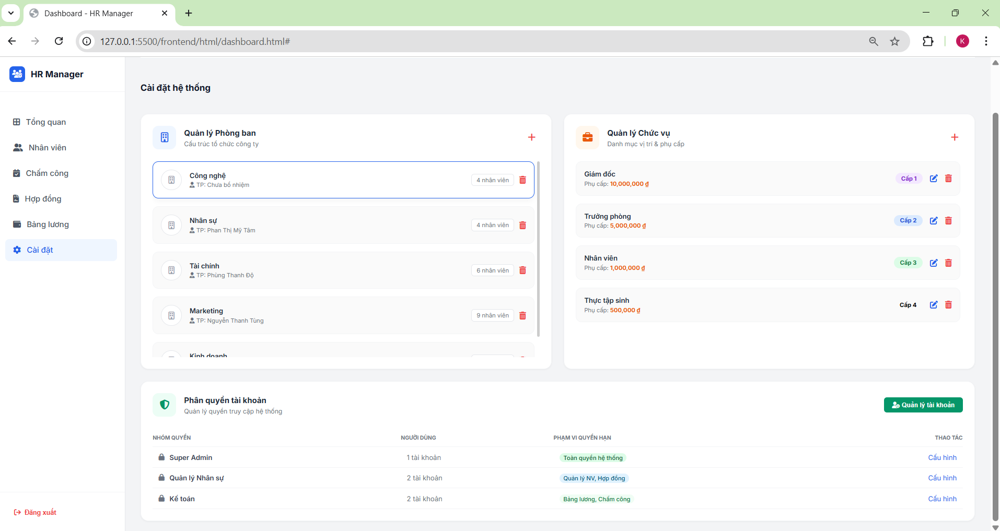 Dashboard - HR Manager
127.0.0.1:5500/frontend/html/dashboard.html#
K
HR Manager
Tổng quan
Nhân viên
Chấm công
Hợp đồng
Bảng lương
Cài đặt
Đăng xuất
Cài đặt hệ thống
Quản lý Phòng ban
Cấu trúc tổ chức công ty
Công nghệ
TP: Chưa bổ nhiệm
4 nhân viên
Nhân sự
TP: Phan Thị Mỹ Tâm
4 nhân viên
Tài chính
TP: Phùng Thanh Độ
6 nhân viên
Marketing
TP: Nguyễn Thanh Tùng
9 nhân viên
Kinh doanh
Quản lý Chức vụ
Danh mục vị trí & phụ cấp
Giám đốc
Phụ cấp: 10,000,000 ₫
Cấp 1
Trưởng phòng
Phụ cấp: 5,000,000 ₫
Cấp 2
Nhân viên
Phụ cấp: 1,000,000 ₫
Cấp 3
Thực tập sinh
Phụ cấp: 500,000 ₫
Cấp 4
Phân quyền tài khoản
Quản lý quyền truy cập hệ thống
Quản lý tài khoản
NHÓM QUYỀN NGƯỜI DÙNG PHẠM VI QUYỀN HẠN THAO TÁC
Super Admin 1 tài khoản Toàn quyền hệ thống Cấu hình
Quản lý Nhân sự 2 tài khoản Quản lý NV, Hợp đồng Cấu hình
Kế toán 2 tài khoản Bảng lương, Chấm công Cấu hình